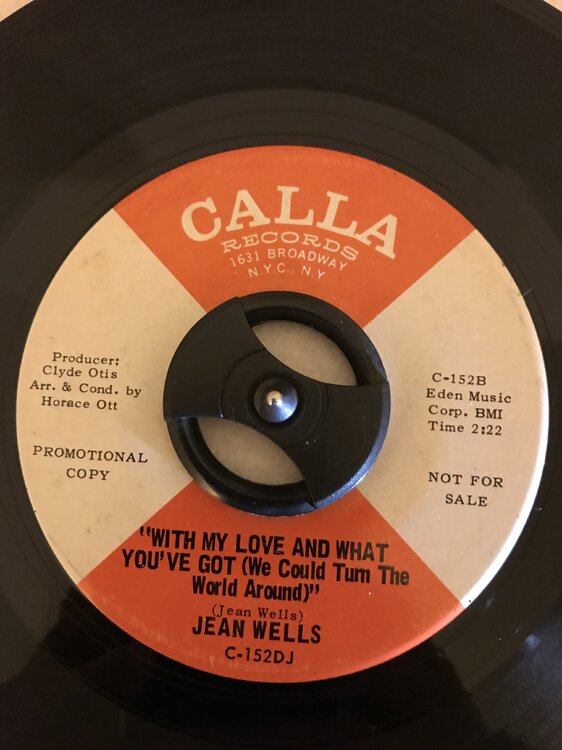 CALLA
RECORDS
1631 BROADWAY
N.Y.C., N.Y.
Producer:
Clyde Otis
Arr. & Cond. by
Horace Ott
PROMOTIONAL
COPY
C-152B
Eden Music
Corp. BMI
Time 2:22
NOT FOR
SALE
"WITH MY LOVE AND WHAT
YOU'VE GOT (We Could Turn The
World Around)"
(Jean Wells)
JEAN WELLS
C-152DJ